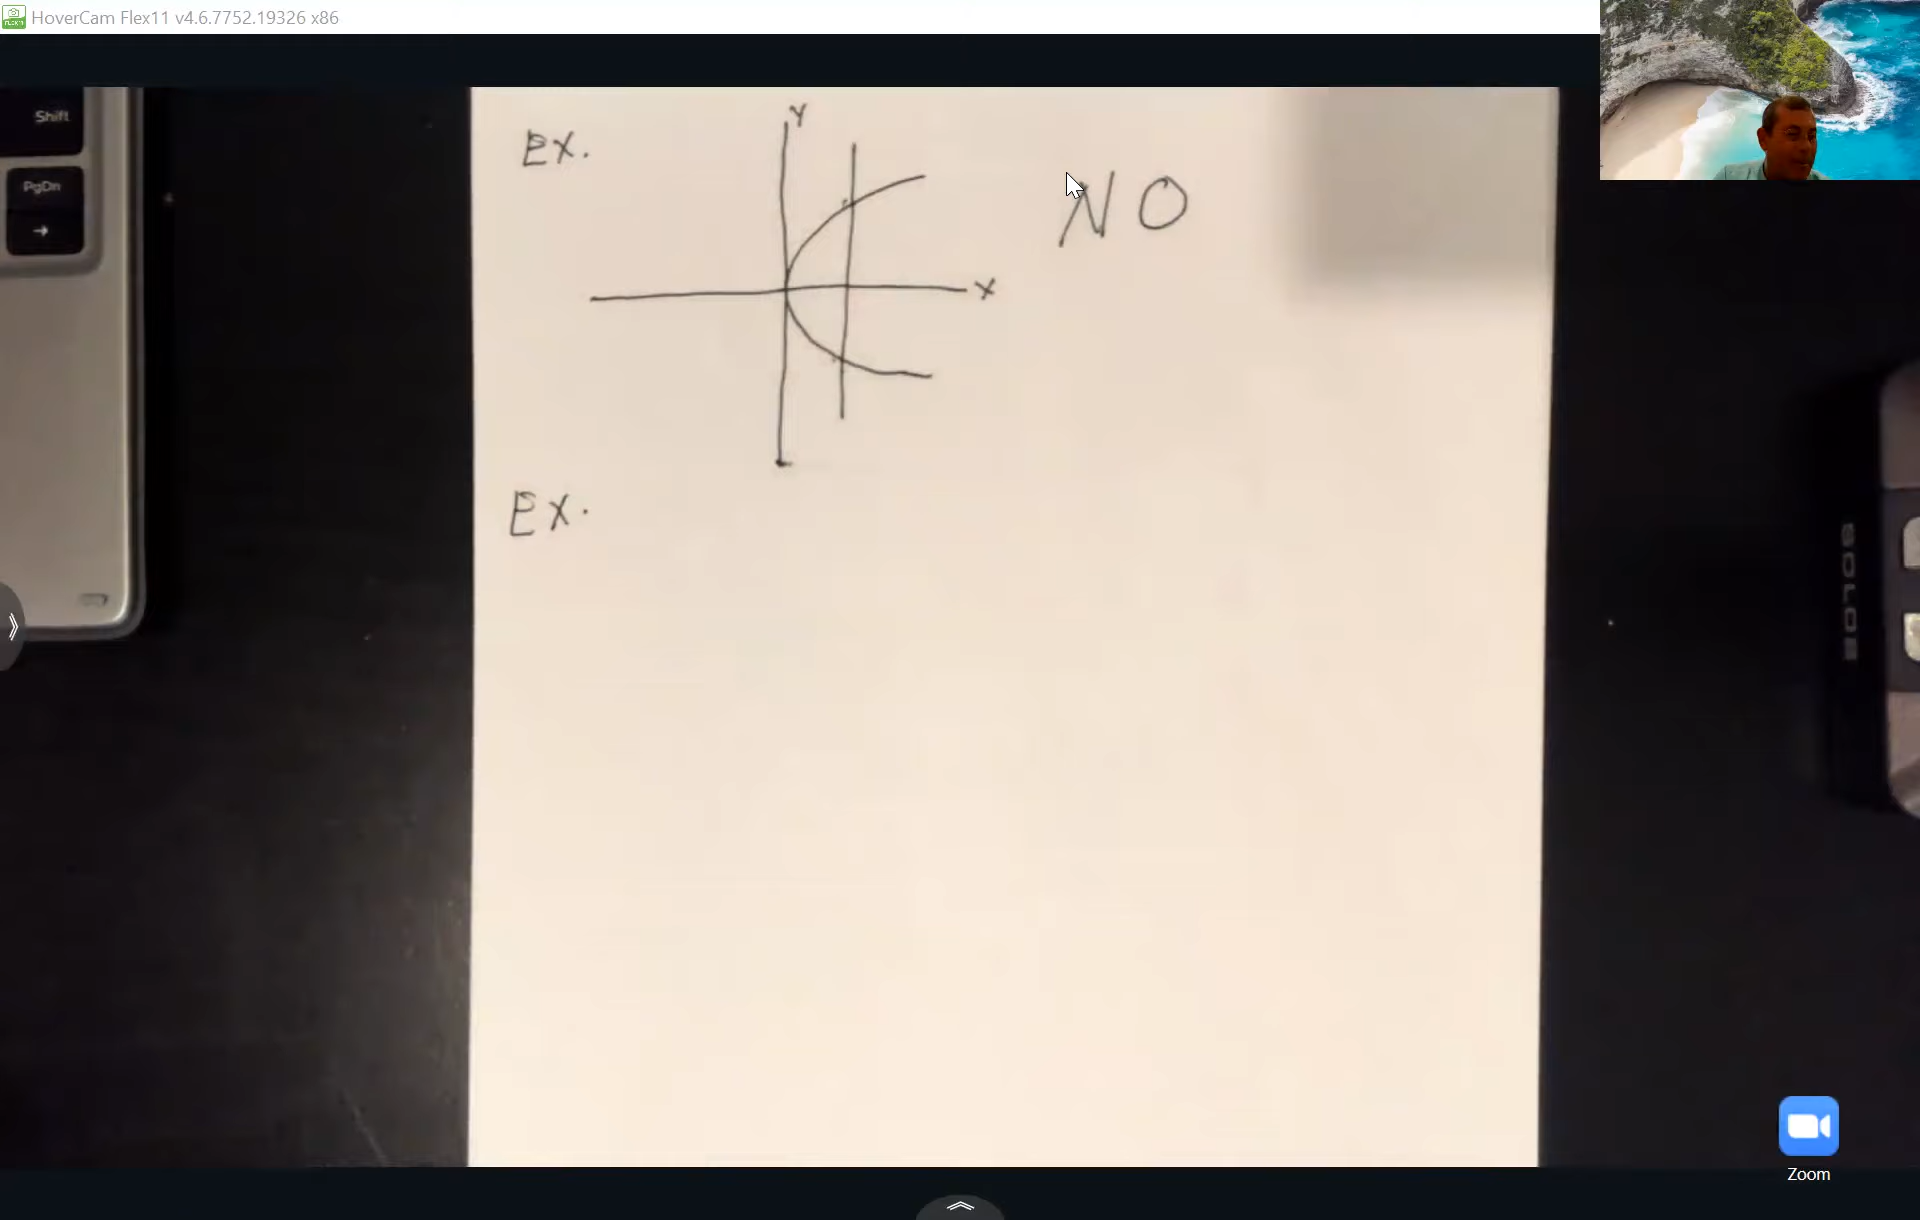 HoverCam Flex11 v4.6.7752.19326 x86
Shift
PgDn
EX.
Y
NO
X
EX.
Zoom